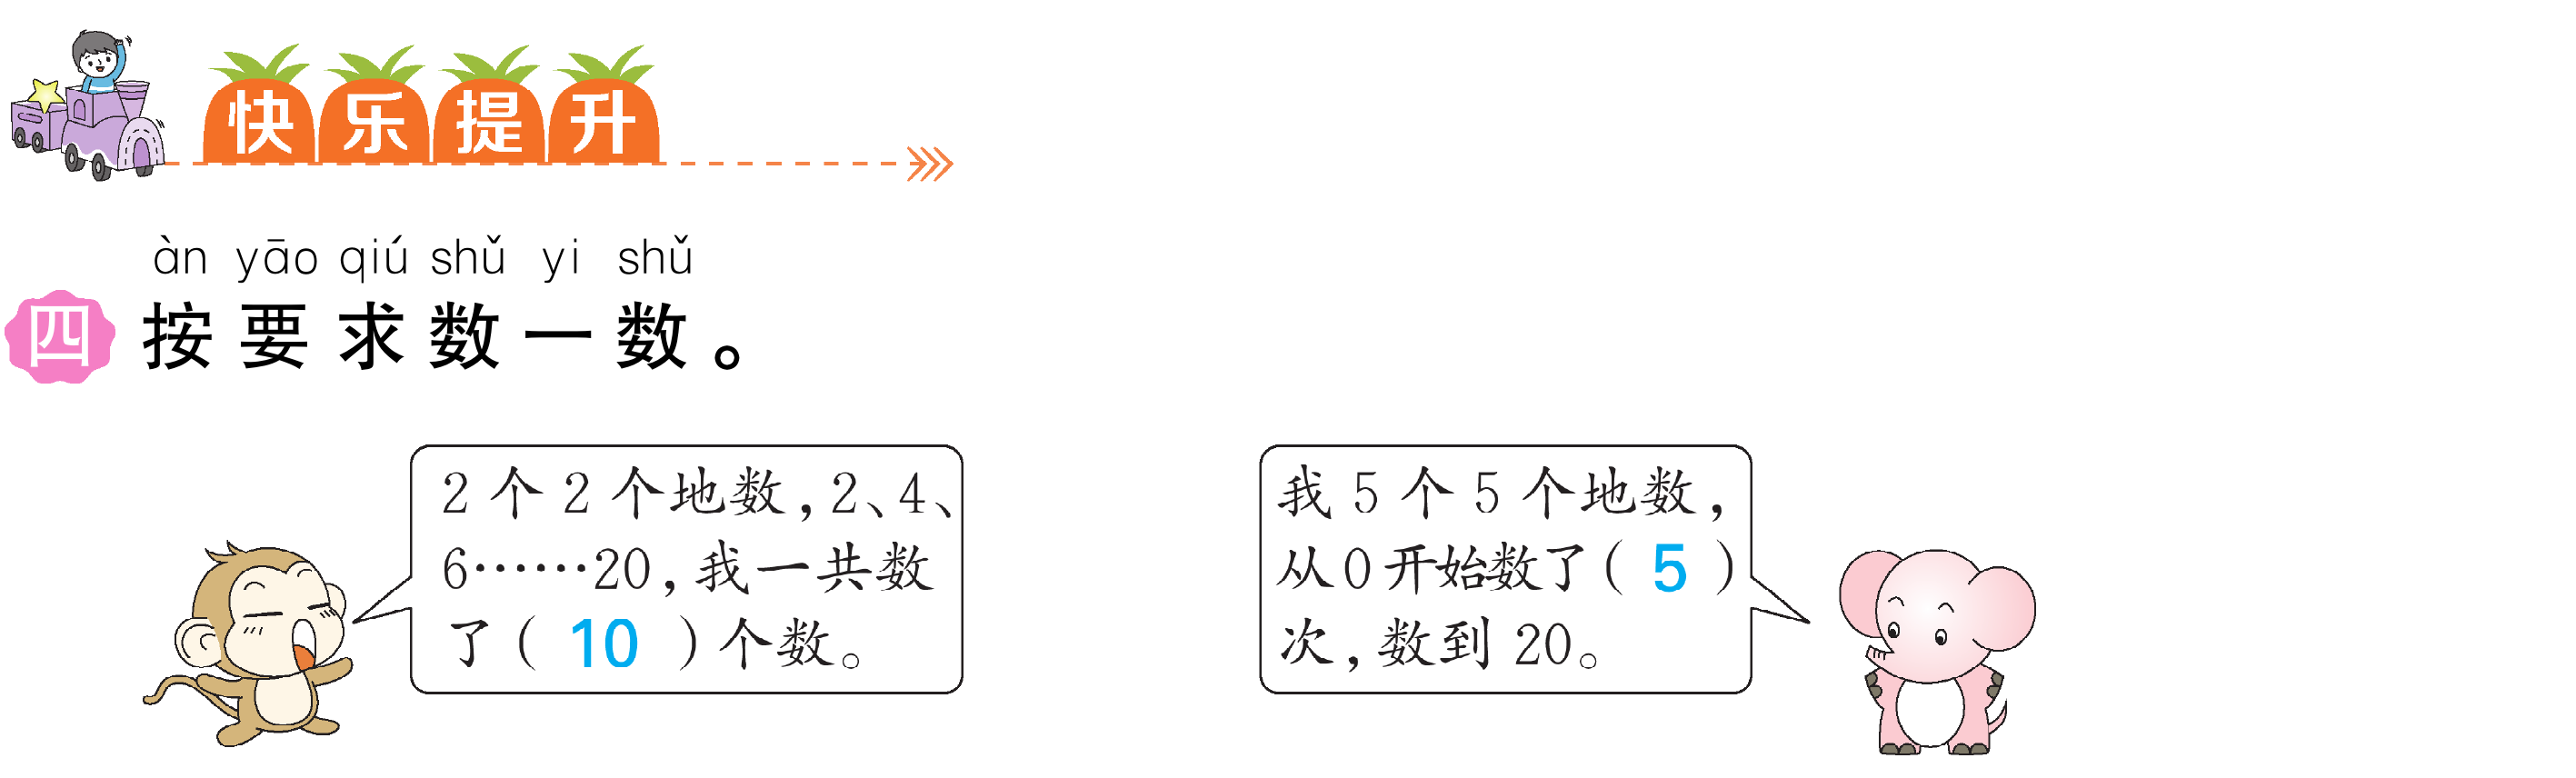 快乐提升
àn yāo qiú shǔ yi shǔ
四 按要求数一数。
2个2个地数,2、4、
6……20,我一共数
了( 10 )个数。
我5个5个地数,
从0开始数了( 5 )
次,数到20。